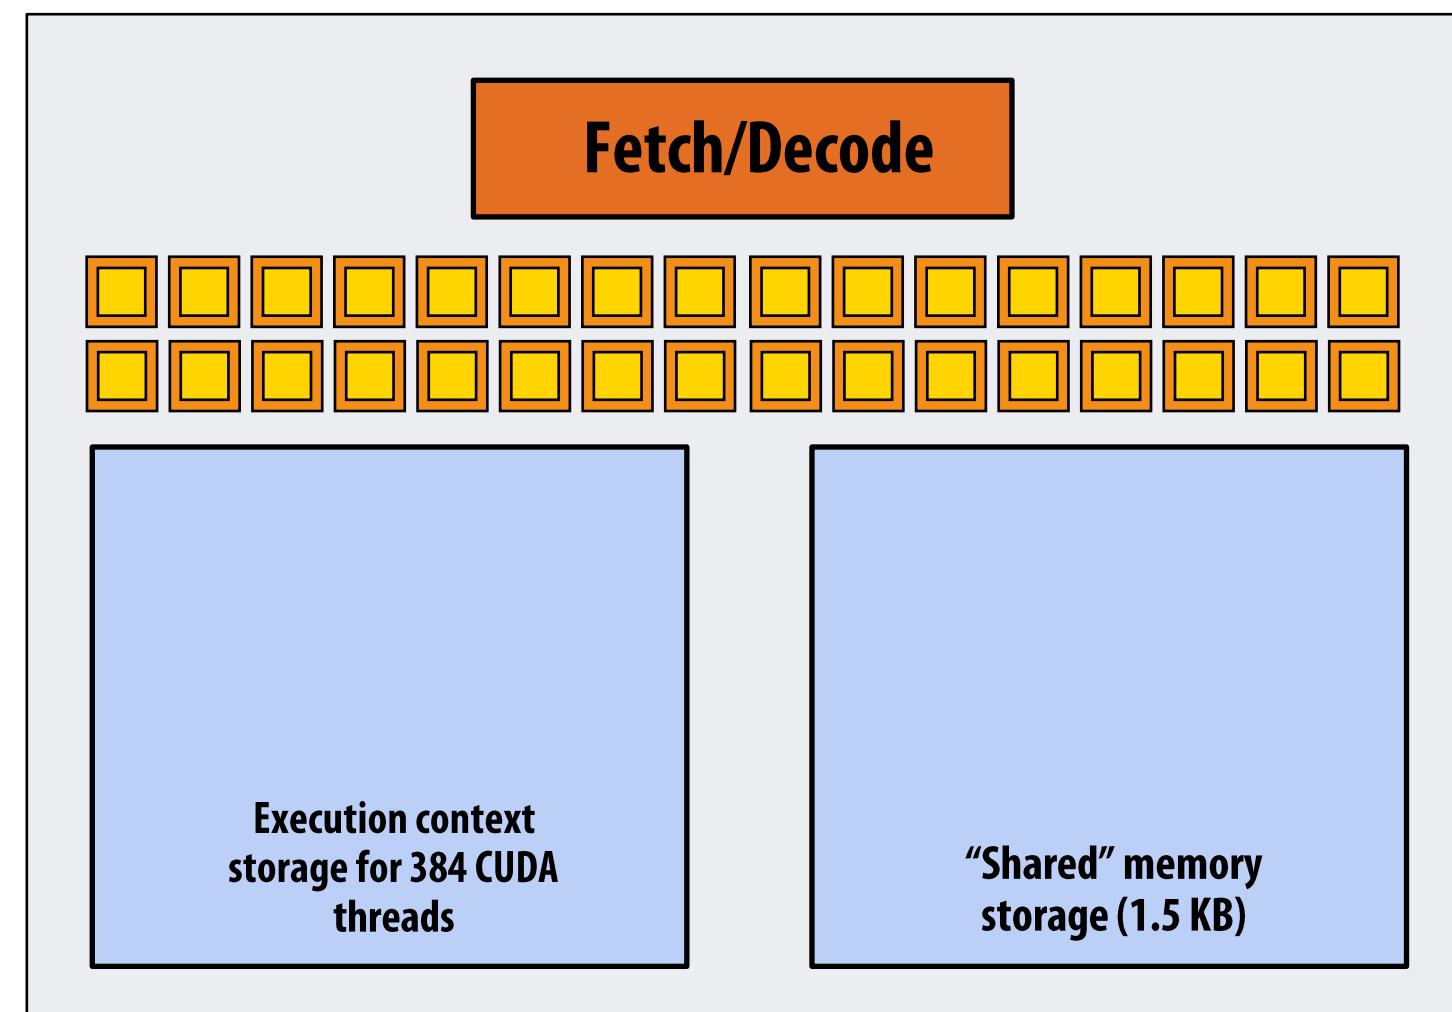 Fetch/Decode
Execution context
storage for 384 CUDA
threads
“Shared” memory
storage (1.5 KB)